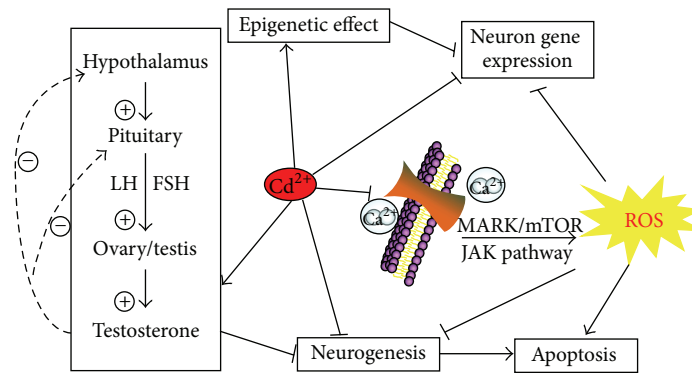 Epigenetic effect
Neuron gene
expression
Hypothalamus
+
Pituitary
−
LH FSH
−
+
Ovary/testis
+
Testosterone
Cd²⁺
Ca²⁺
Ca²⁺
MARK/mTOR
JAK pathway
ROS
Neurogenesis
Apoptosis